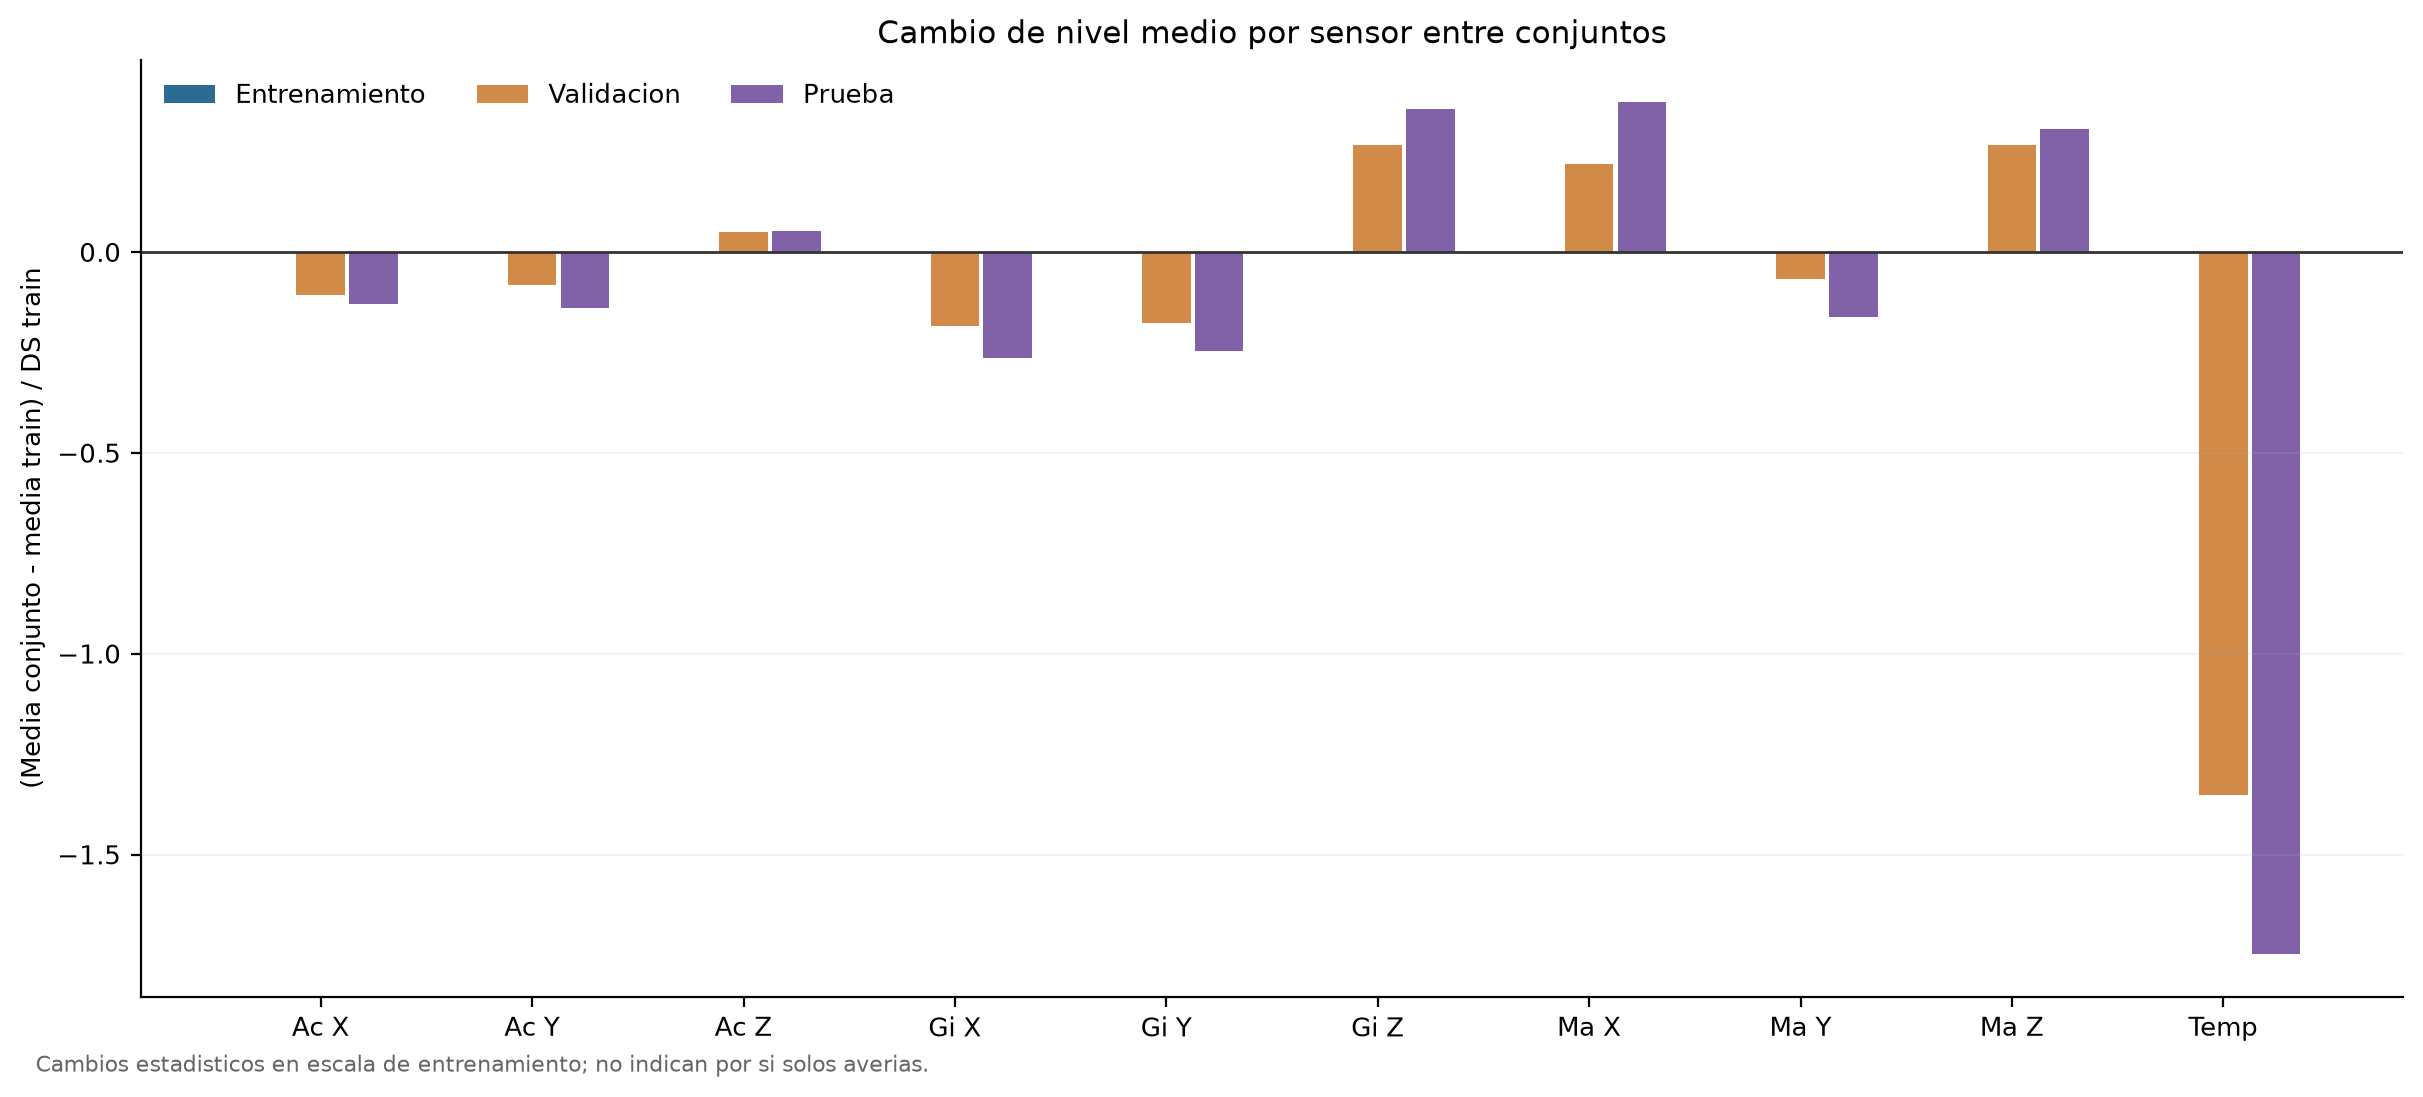 Cambio de nivel medio por sensor entre conjuntos
Entrenamiento Validacion Prueba
(Media conjunto - media train) / DS train
0.0
−0.5
−1.0
−1.5
Ac X Ac Y Ac Z Gi X Gi Y Gi Z Ma X Ma Y Ma Z Temp
Cambios estadisticos en escala de entrenamiento; no indican por si solos averias.